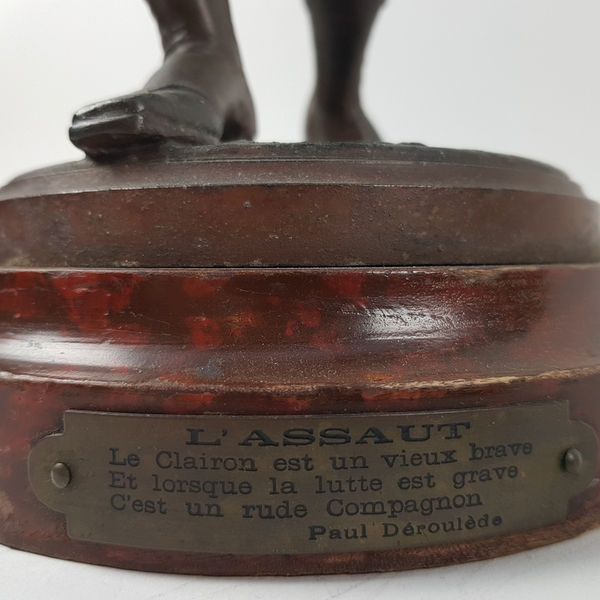 L'ASSAUT
Le Clairon est un vieux brave
Et lorsque la lutte est grave
C'est un rude Compagnon
Paul Déroulède